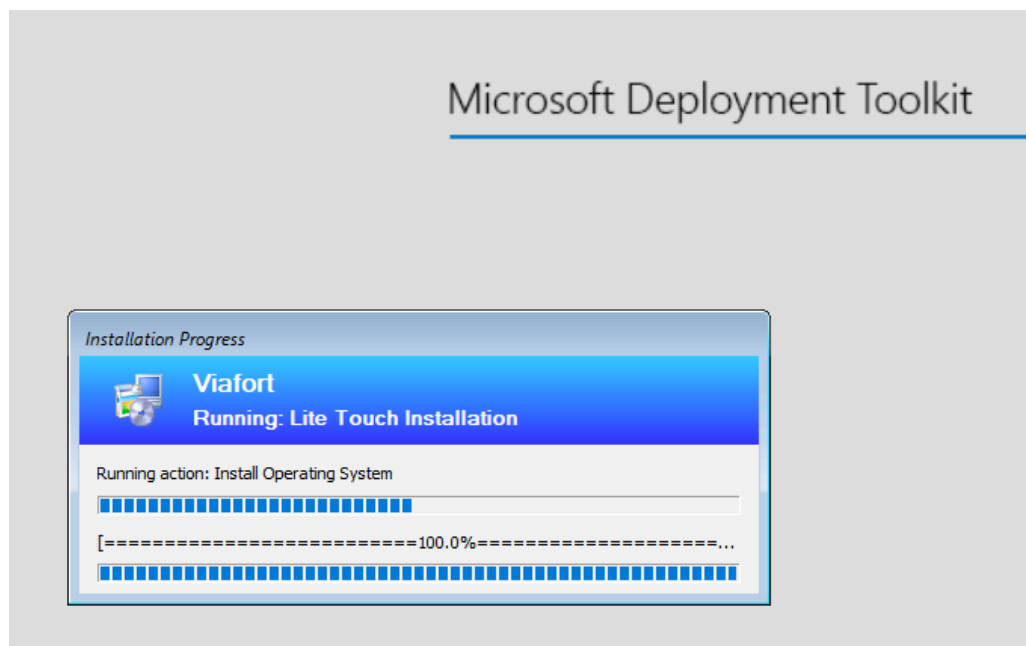 Microsoft Deployment Toolkit
Installation Progress
Viafort
Running: Lite Touch Installation
Running action: Install Operating System
[==========================100.0%====================...